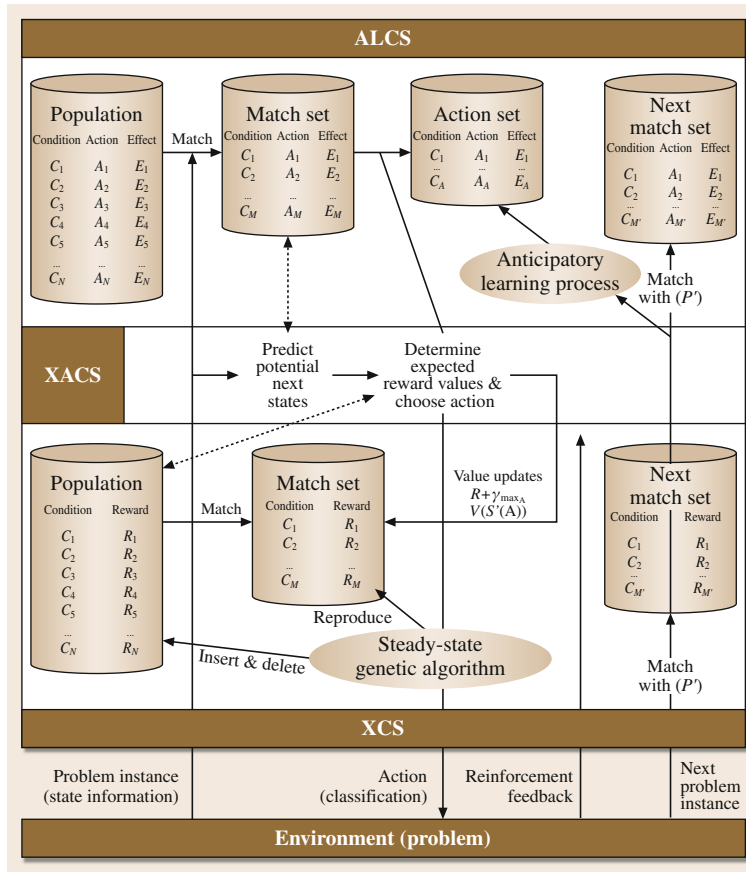 ALCS
Population
Condition Action Effect
C1 A1 E1
C2 A2 E2
C3 A3 E3
C4 A4 E4
C5 A5 E5
... ... ...
CN AN EN
Match
Match set
Condition Action Effect
C1 A1 E1
C2 A2 E2
... ... ...
CM AM EM
Action set
Condition Action Effect
C1 A1 E1
... ... ...
CA AA EA
Next
match set
Condition Action Effect
C1 A1 E1
C2 A2 E2
... ... ...
CM' AM' EM'
Anticipatory
learning process
Match
with (P')
XACS
Predict
potential
next
states
Determine
expected
reward values &
choose action
Population
Condition Reward
C1 R1
C2 R2
C3 R3
C4 R4
C5 R5
... ...
CN RN
Match
Match set
Condition Reward
C1 R1
C2 R2
... ...
CM RM
Value updates
R+γmaxA
V(S'(A))
Next
match set
Condition Reward
C1 R1
C2 R2
... ...
CM' RM'
Reproduce
Insert & delete
Steady-state
genetic algorithm
Match
with (P')
XCS
Problem instance
(state information)
Action
(classification)
Reinforcement
feedback
Next
problem
instance
Environment (problem)